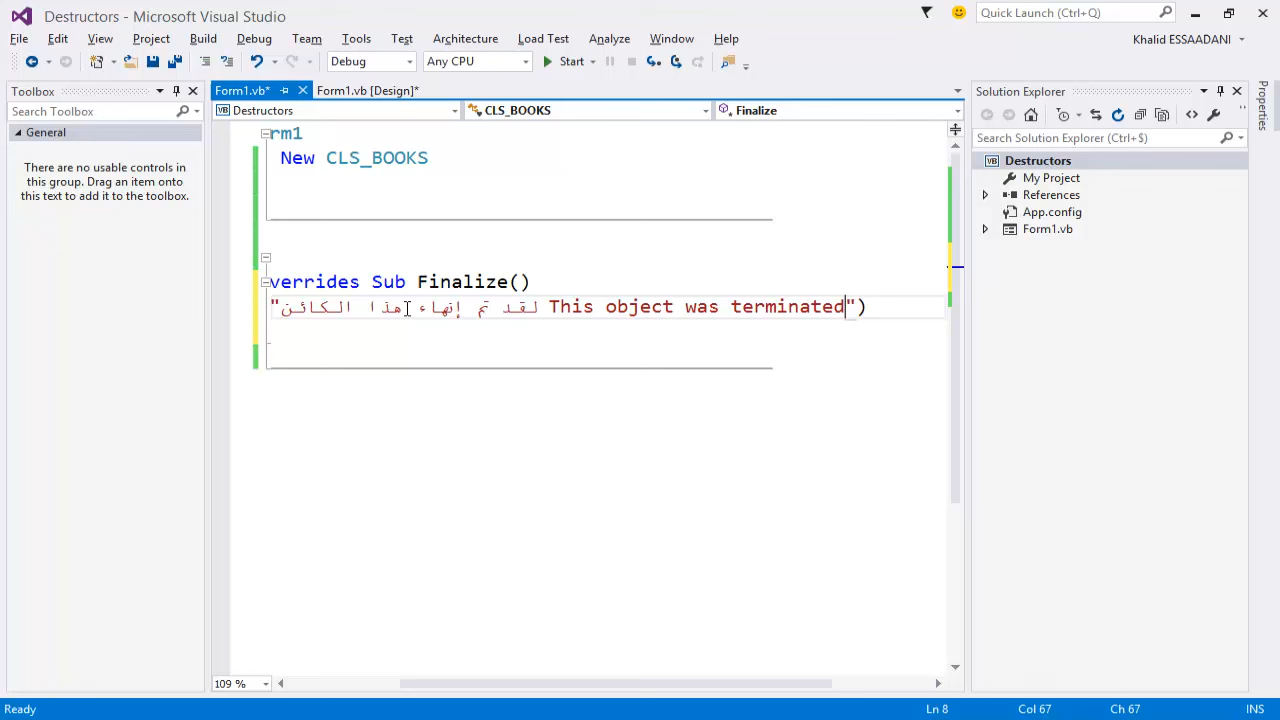 Destructors - Microsoft Visual Studio
Quick Launch (Ctrl+Q)
File Edit View Project Build Debug Team Tools Test Architecture Load Test Analyze Window Help
Khalid ESSAADANI
Debug Any CPU Start
Toolbox
Search Toolbox
General
There are no usable controls in
this group. Drag an item onto
this text to add it to the toolbox.
Form1.vb* Form1.vb [Design]*
Destructors CLS_BOOKS Finalize
rm1
New CLS_BOOKS
verrides Sub Finalize()
"لقد تم إنهاء هذا الكائن This object was terminated")
109 %
Solution Explorer
Search Solution Explorer (Ctrl+$)
Destructors
My Project
References
App.config
Form1.vb
Properties
Ready Ln 8 Col 67 Ch 67 INS